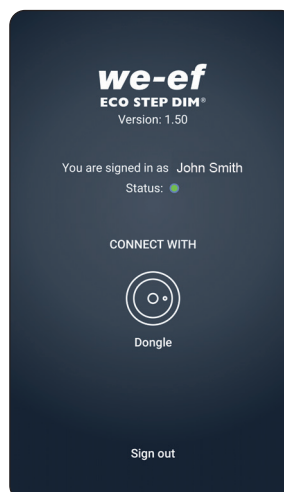 we-ef
ECO STEP DIM®
Version: 1.50
You are signed in as John Smith
Status:
CONNECT WITH
Dongle
Sign out